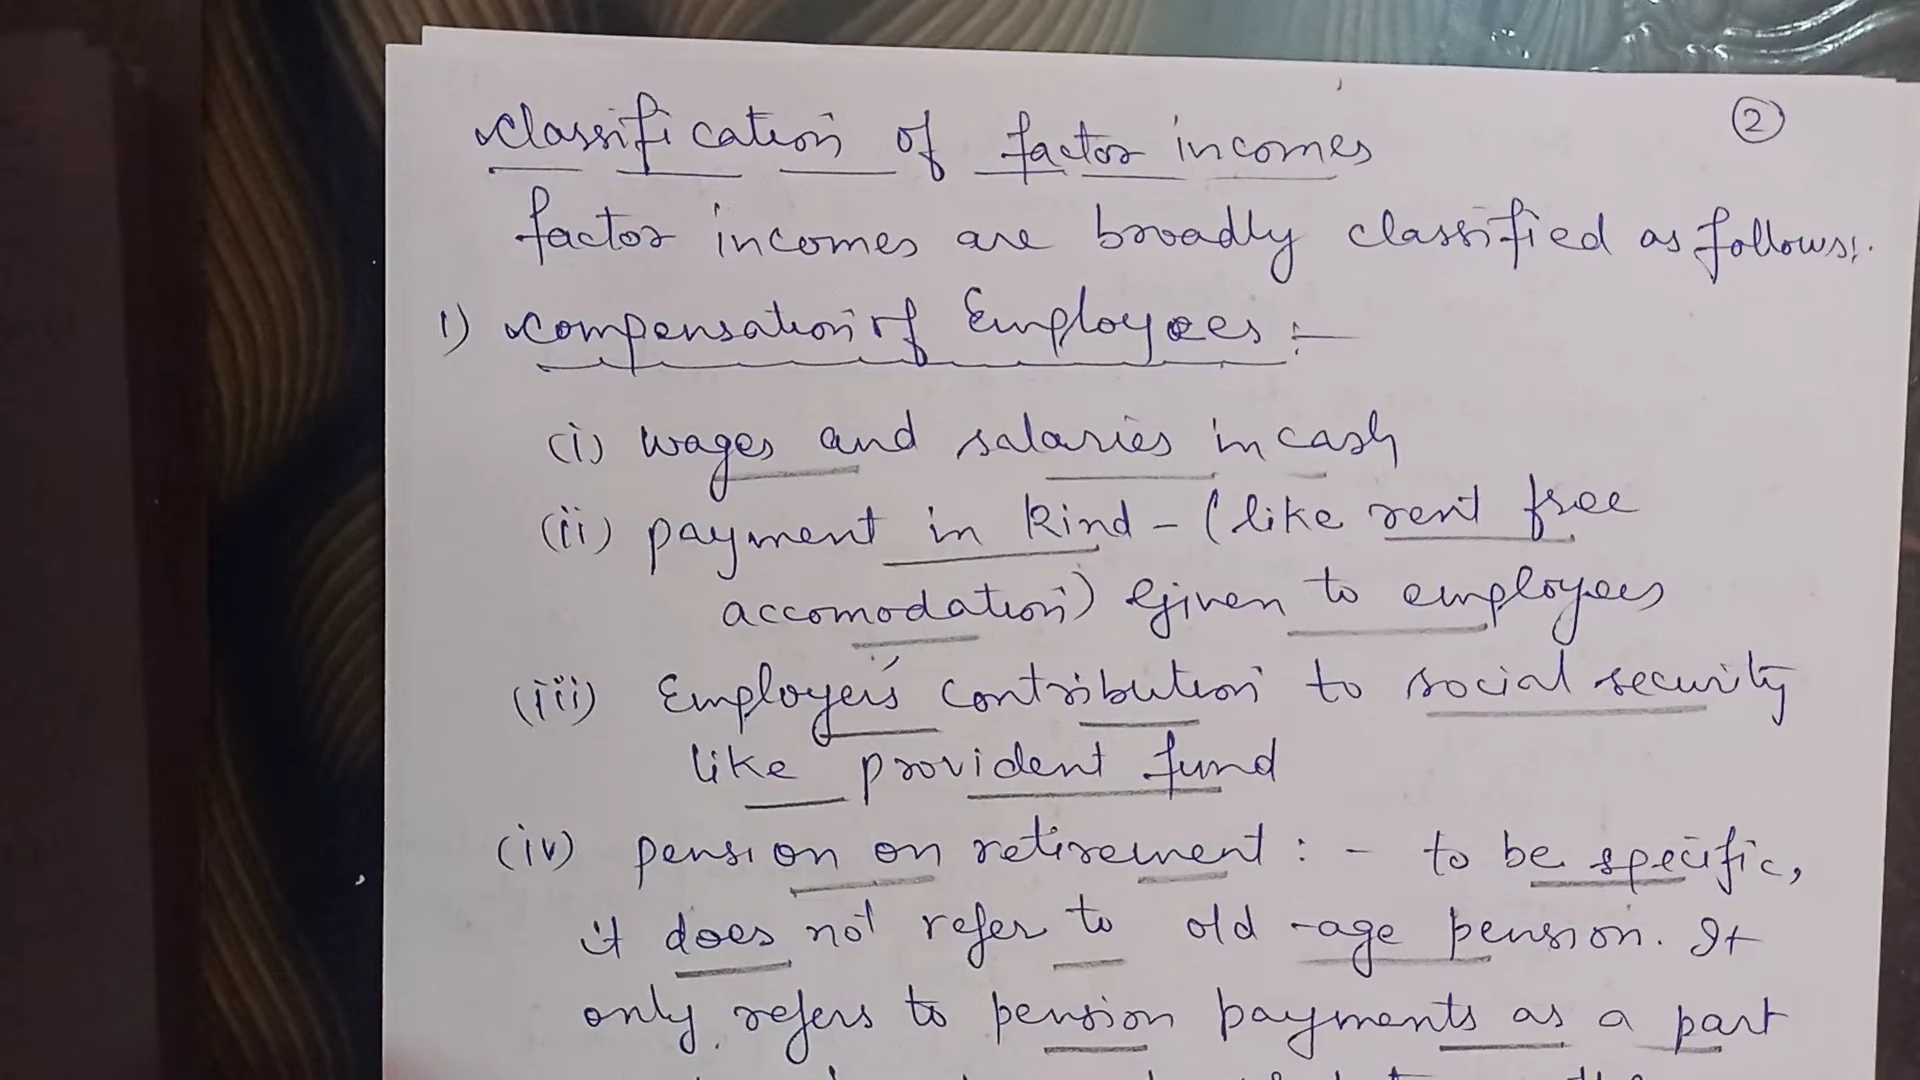 ②
classification of factor incomes
factor incomes are broadly classified as follows:
1) compensation of Employees :-
(i) wages and salaries in cash
(ii) payment in kind - (like rent free
accomodation) given to employees
(iii) Employer's contribution to social security
like provident fund
(iv) pension on retirement : - to be specific,
it does not refer to old-age pension. It
only refers to pension payments as a part